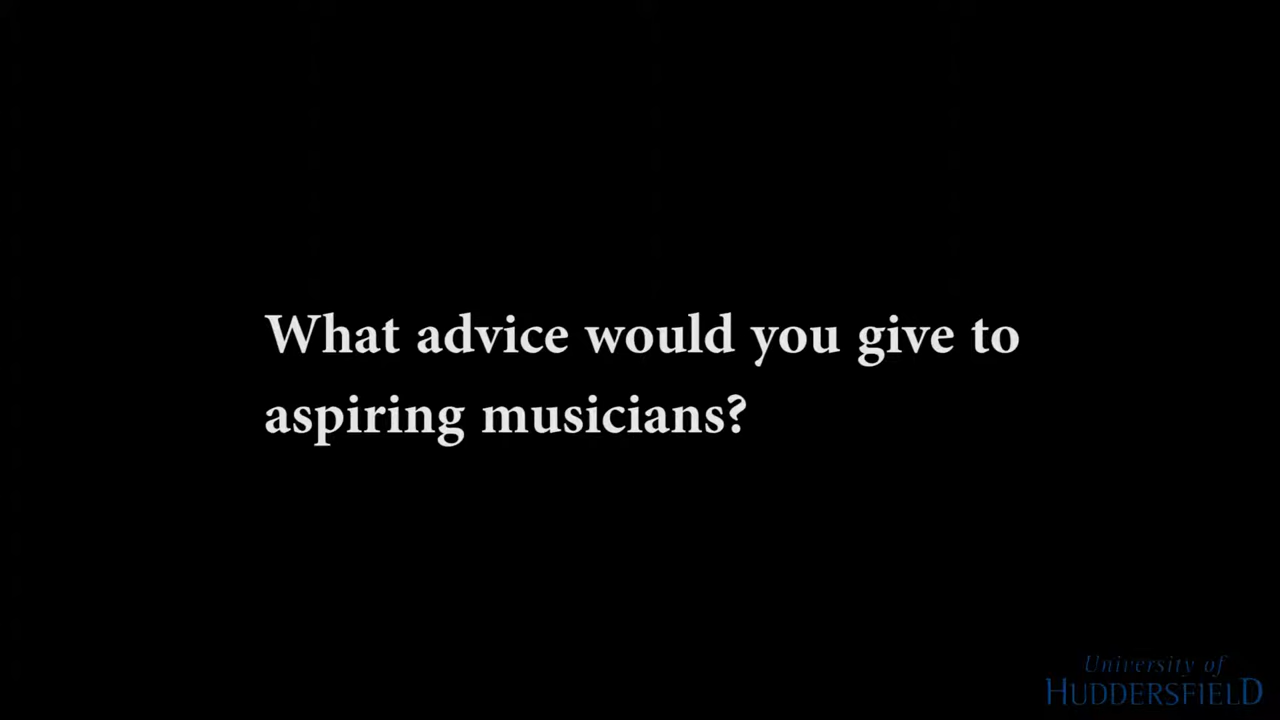 What advice would you give to
aspiring musicians?
University of
HUDDERSFIELD